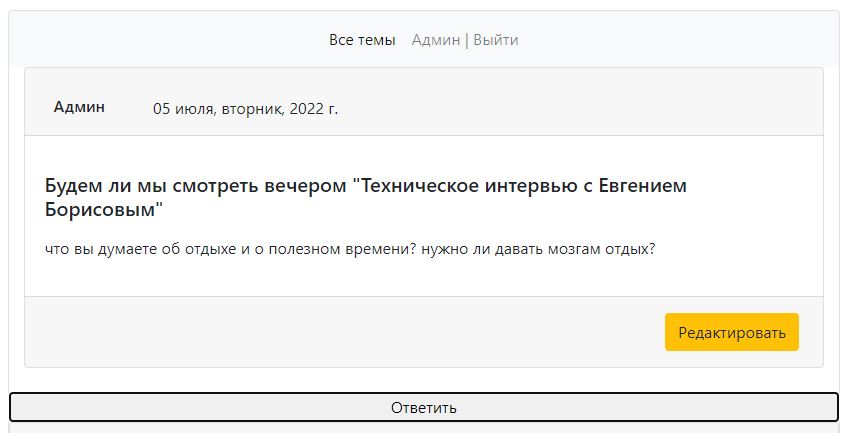 Все темы Админ | Выйти
Админ 05 июля, вторник, 2022 г.
Будем ли мы смотреть вечером "Техническое интервью с Евгением
Борисовым"
что вы думаете об отдыхе и о полезном времени? нужно ли давать мозгам отдых?
Редактировать
Ответить